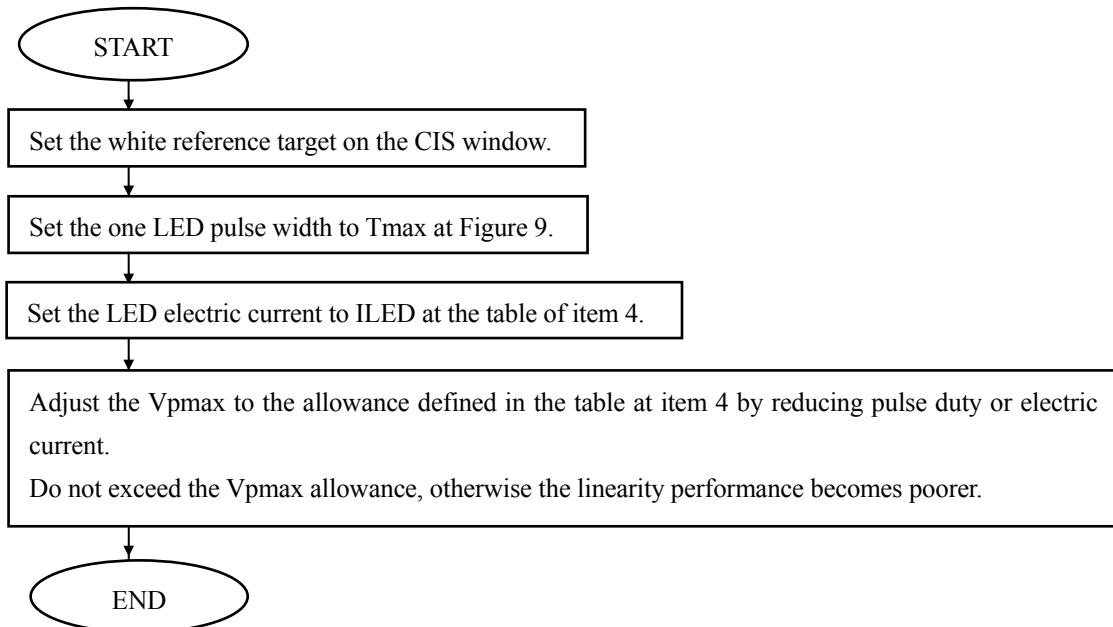 START
Set the white reference target on the CIS window.
Set the one LED pulse width to Tmax at Figure 9.
Set the LED electric current to ILED at the table of item 4.
Adjust the Vpmax to the allowance defined in the table at item 4 by reducing pulse duty or electric
current.
Do not exceed the Vpmax allowance, otherwise the linearity performance becomes poorer.
END